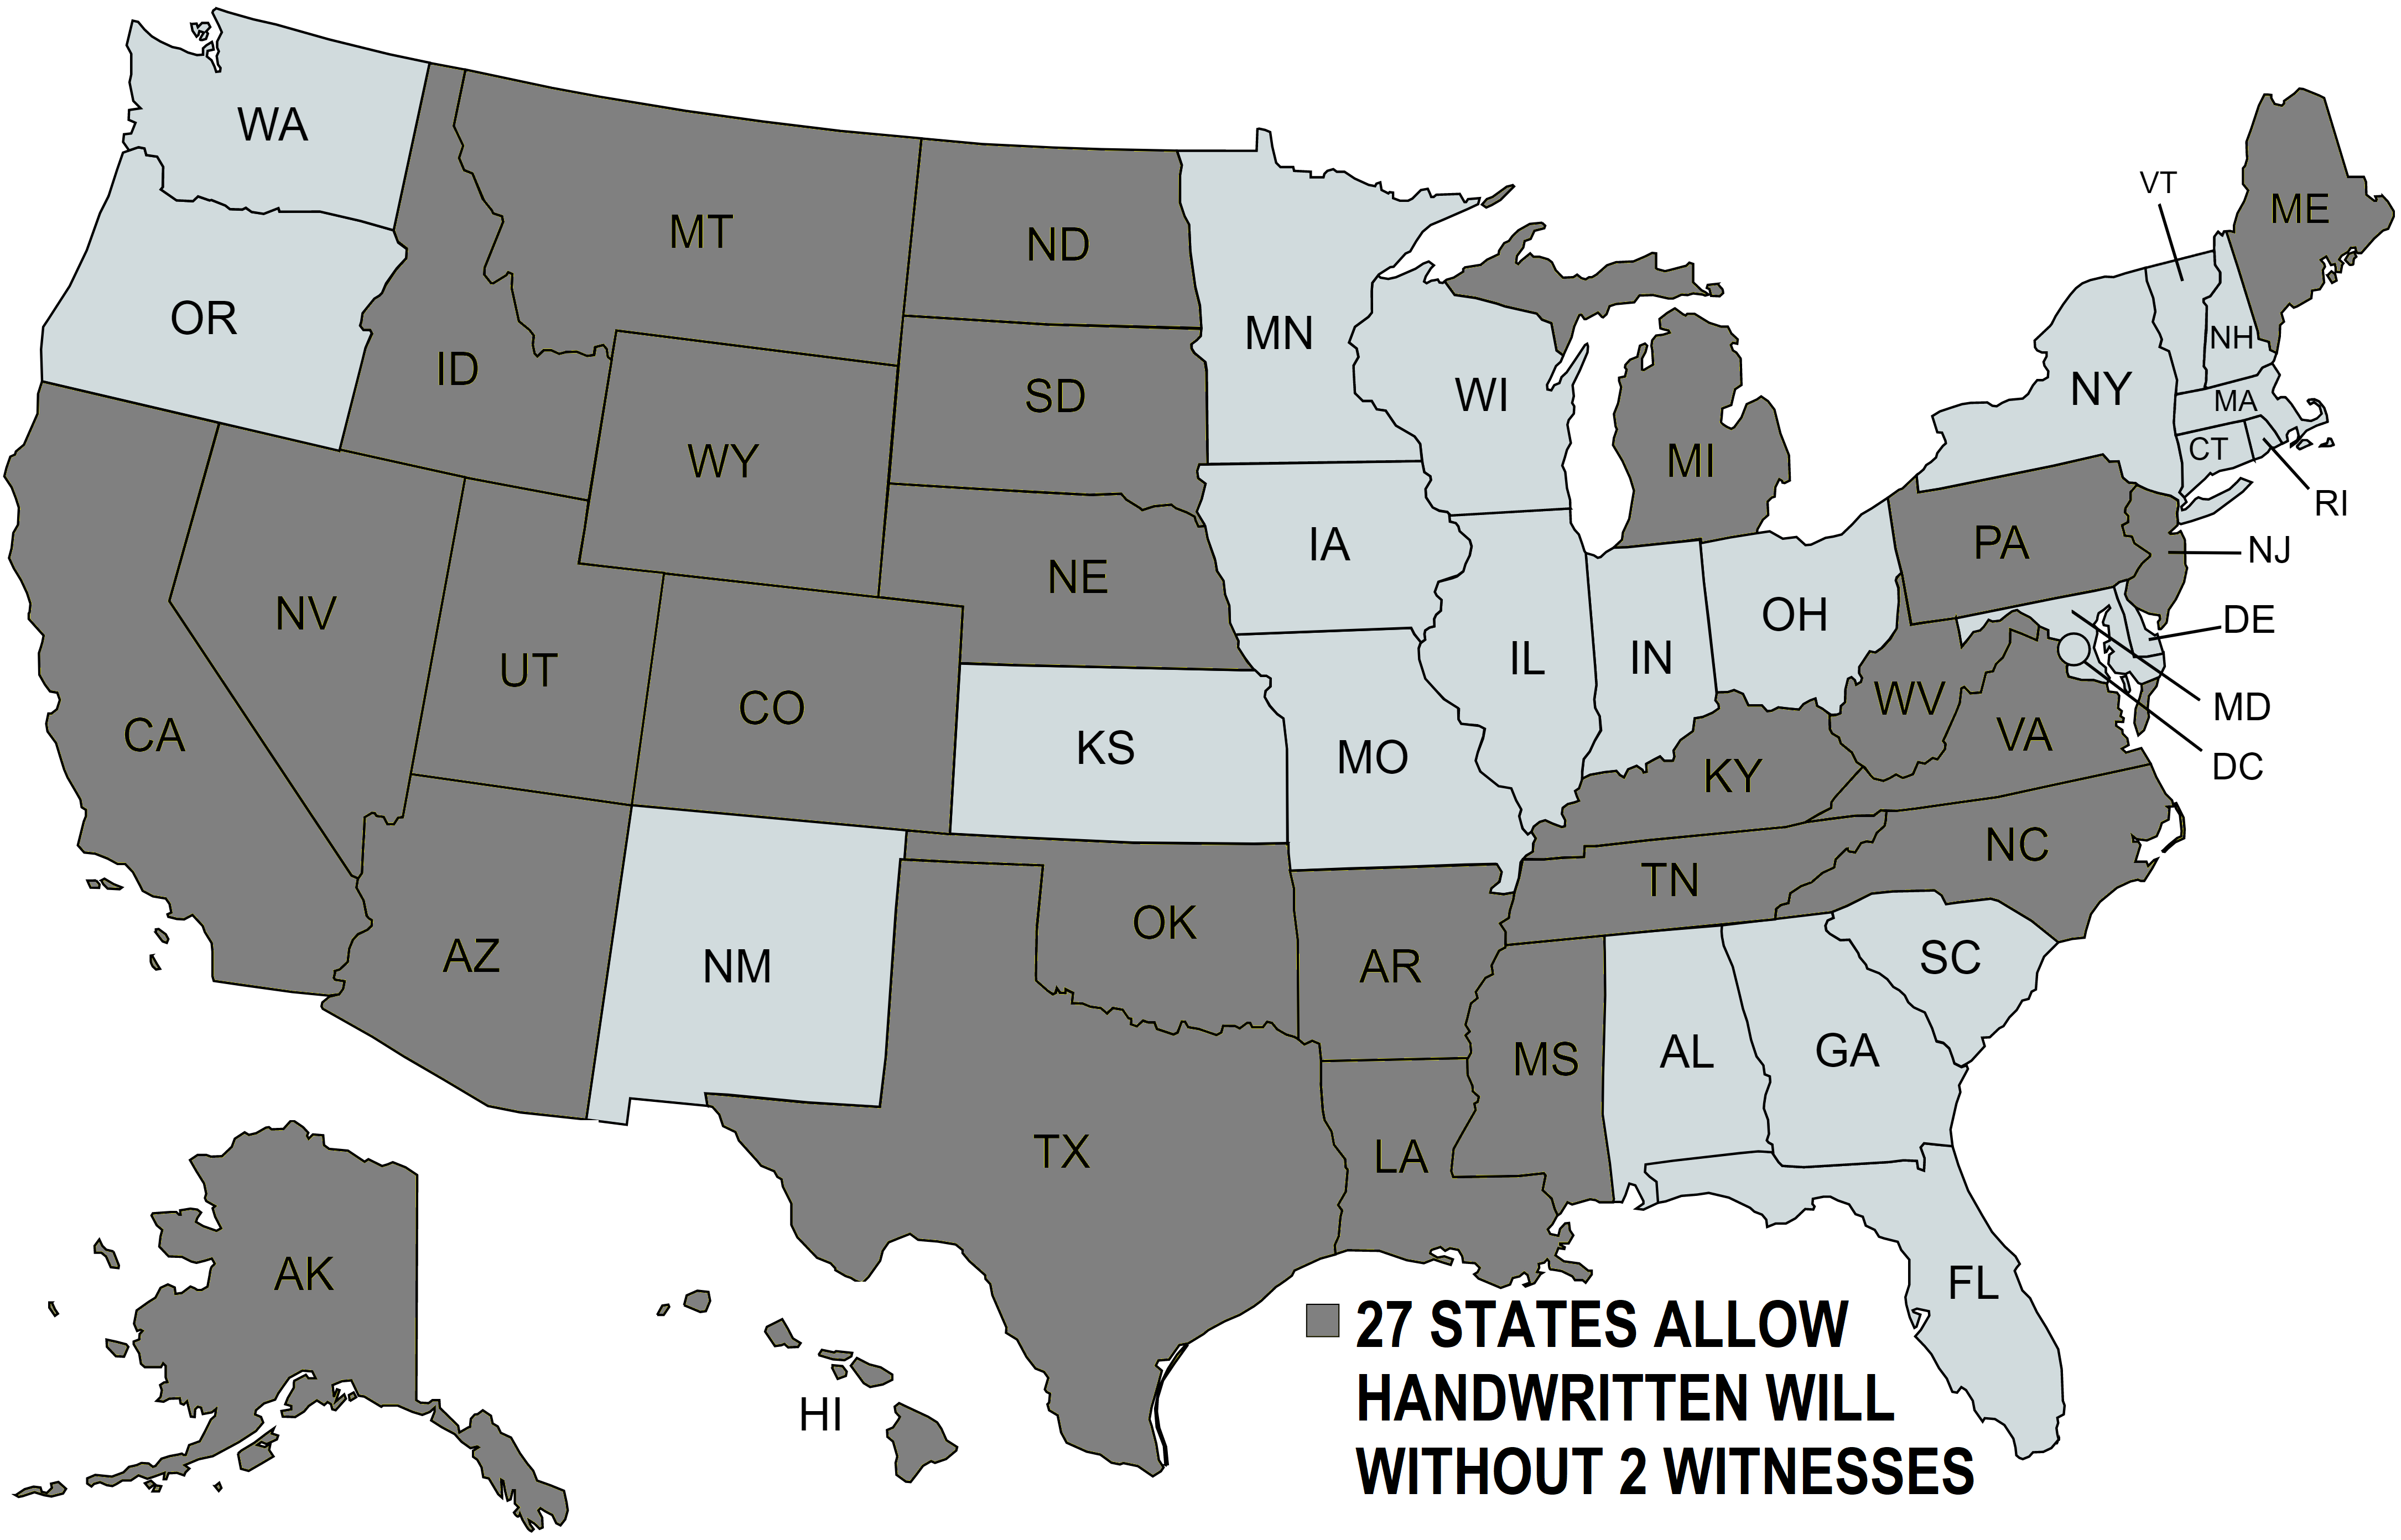 WA
VT
ME
MT
ND
OR
MN
NH
ID
SD
WI
NY
MA
WY
MI
CT
RI
IA
PA
NJ
NE
NV
OH
DE
UT
IL
IN
CO
WV
MD
CA
KS
MO
KY
VA
DC
NC
TN
OK
AZ
NM
AR
SC
MS
AL
GA
TX
LA
AK
FL
HI
27 STATES ALLOW
HANDWRITTEN WILL
WITHOUT 2 WITNESSES